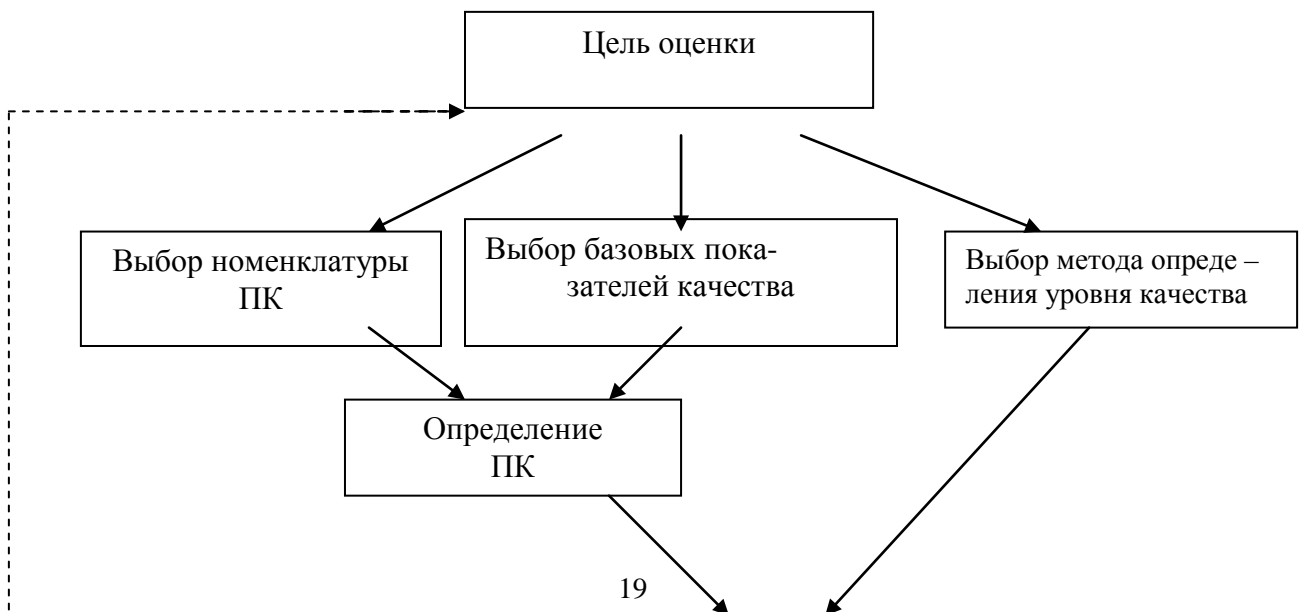 Цель оценки
Выбор номенклатуры
ПК
Выбор базовых пока-
зателей качества
Выбор метода опреде –
ления уровня качества
Определение
ПК
19